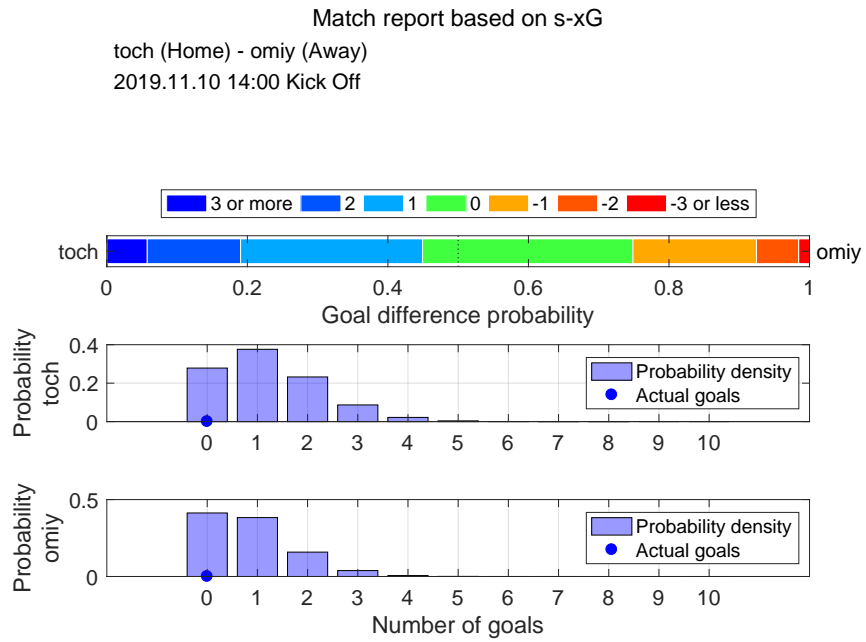 Match report based on s-xG
toch (Home) - omiy (Away)
2019.11.10 14:00 Kick Off
3 or more 2 1 0 -1 -2 -3 or less
toch omiy
0 0.2 0.4 0.6 0.8 1
Goal difference probability
Probability
toch
0.4
0.2
0
Probability density
Actual goals
0 1 2 3 4 5 6 7 8 9 10
Probability
omiy
0.5
0
Probability density
Actual goals
0 1 2 3 4 5 6 7 8 9 10
Number of goals